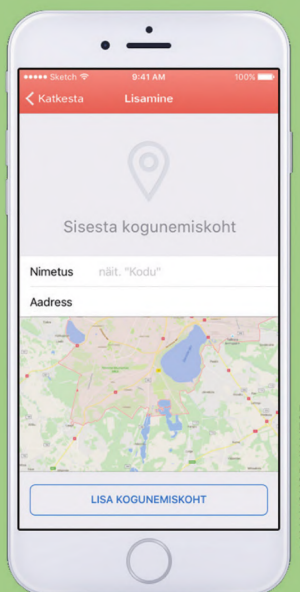 Sketch 9:41 AM 100%
Katkesta Lisamine
Sisesta kogunemiskoht
Nimetus näit. "Kodu"
Aadress
LISA KOGUNEMISKOHT